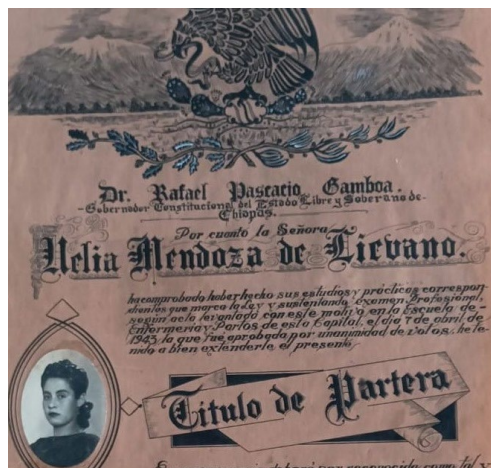 Dr. Rafael Pascacio Gamboa.
-Gobernador Constitucional del Estado Libre y Soberano de-
Chiapas.
Por cuanto la Señora
Nelia Mendoza de Lievano.
ha comprobado haber hecho sus estudios y prácticas correspon-
dientes que marca la Ley y sustentando examen Profesional,
según acta levantada con este motivo en la Escuela de-
Enfermería y Partos de esta Capital, el día 7 de abril de
1943, la que fue aprobada por unanimidad de votos, he te-
nido a bien extenderle el presente
Titulo de Partera